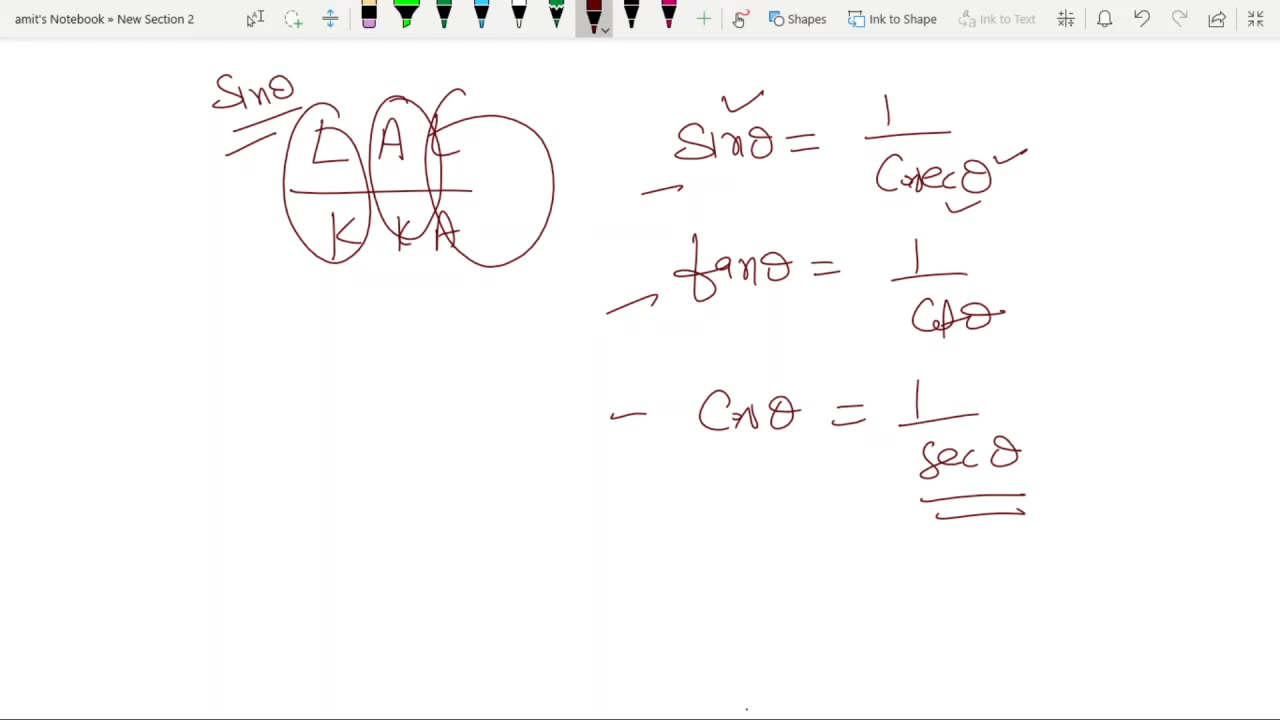 amit's Notebook » New Section 2
Shapes
Ink to Shape
Ink to Text
Sinθ
L A C
K K A
Sinθ = 1
Cosecθ
tanθ = 1
Cotθ
Cosθ = 1
Secθ